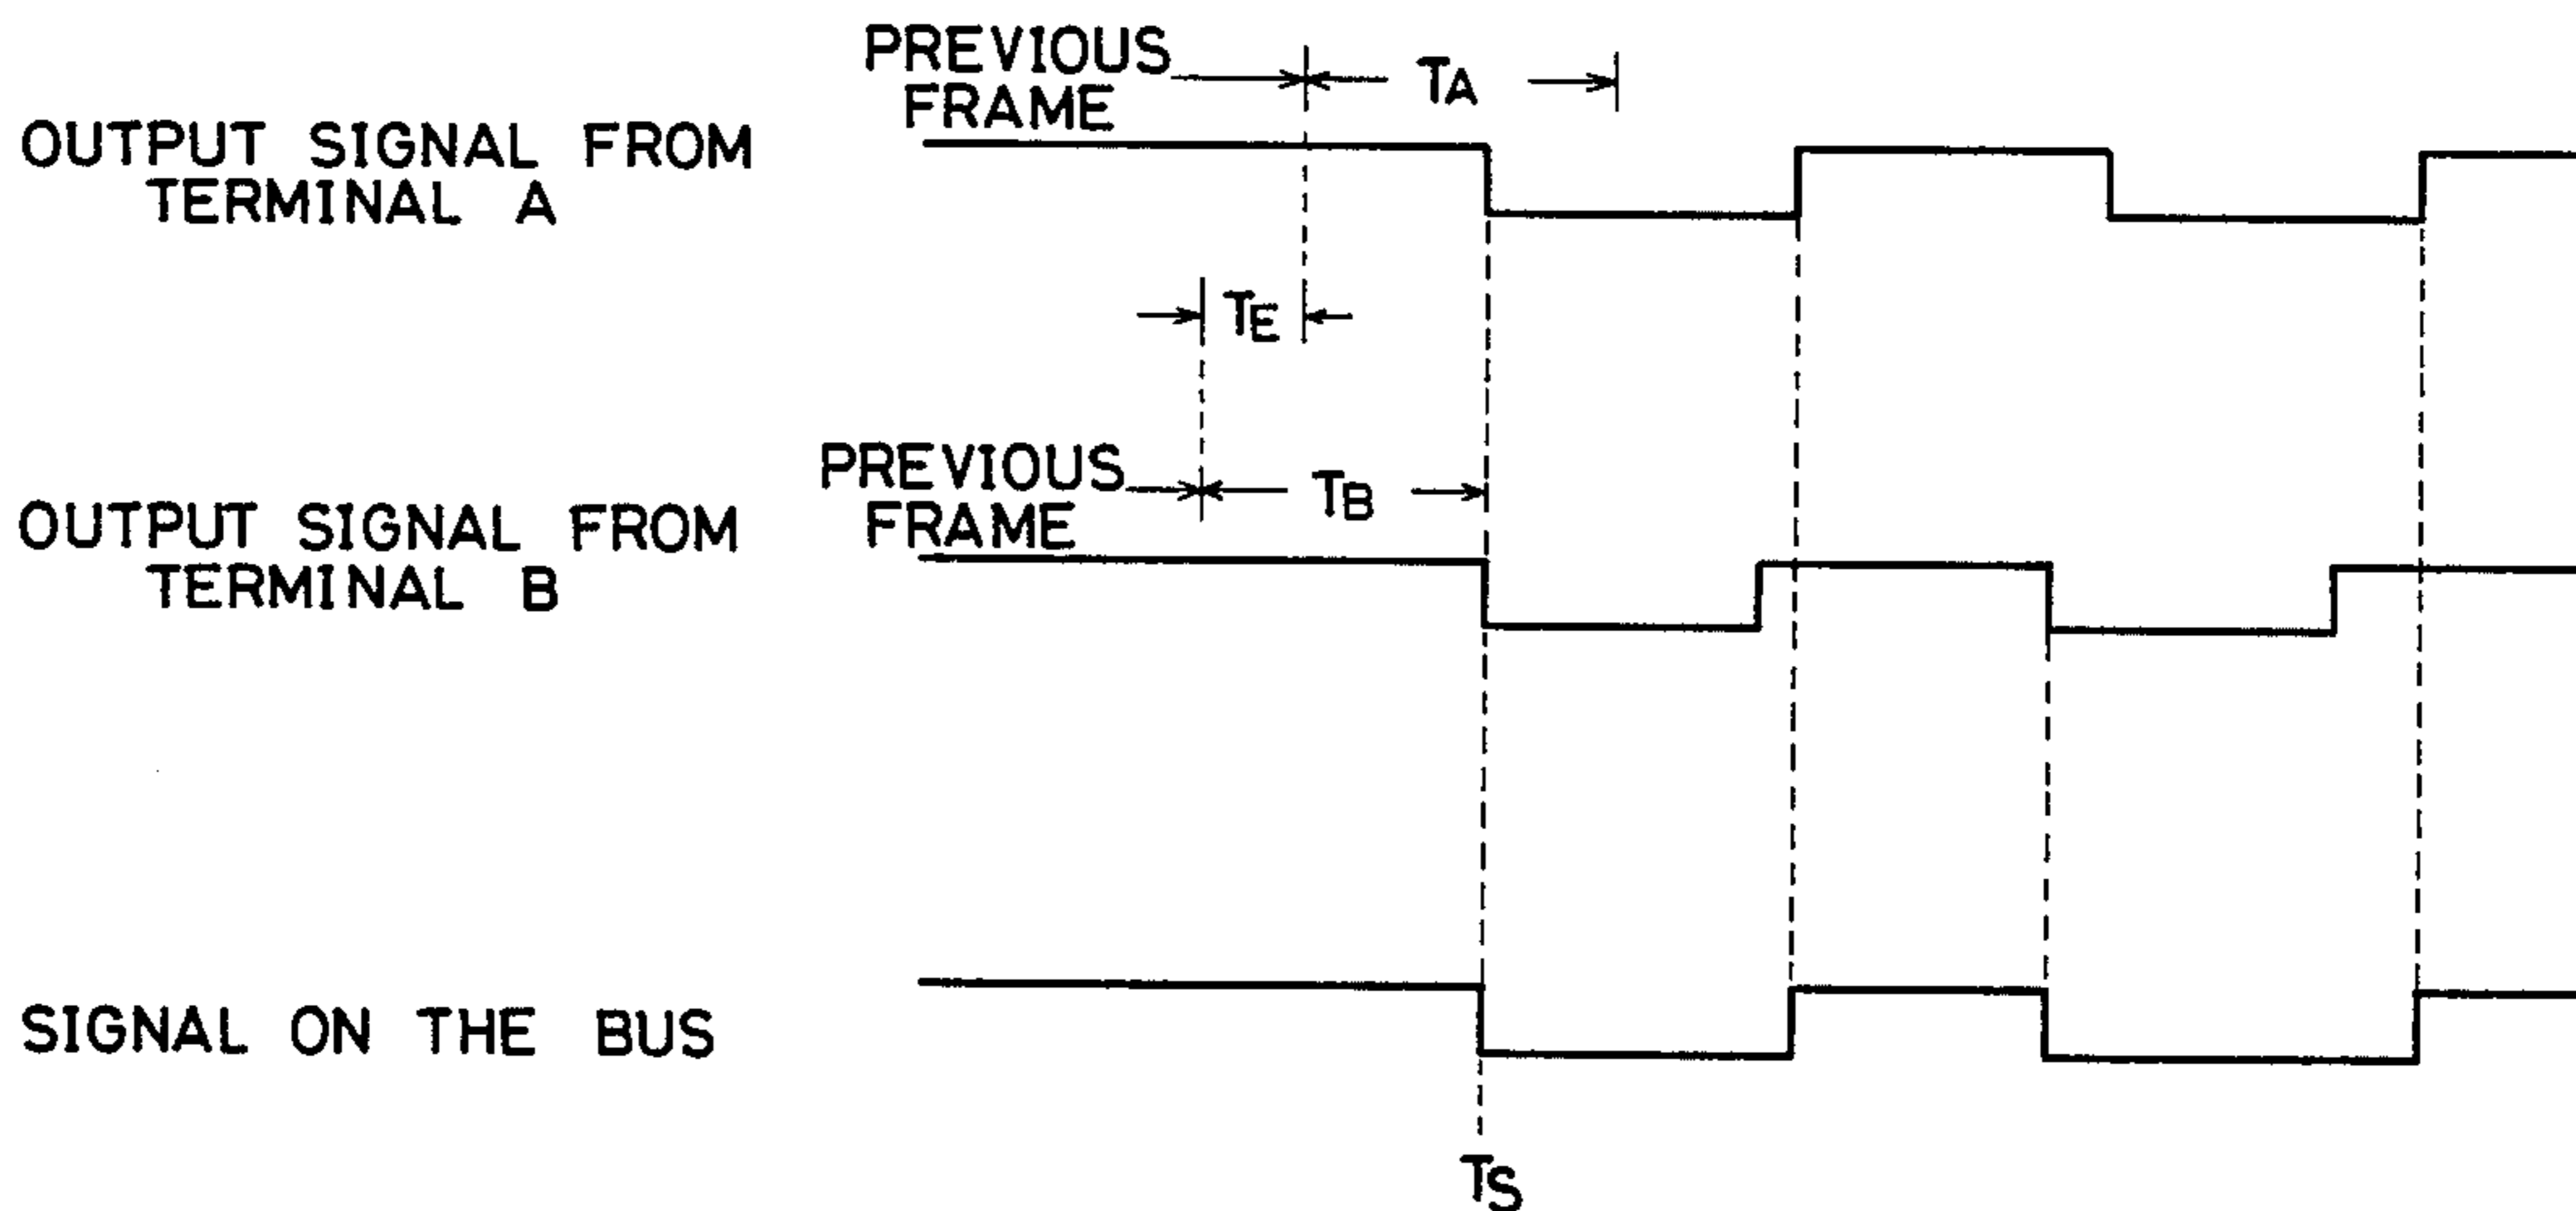 PREVIOUS
FRAME
TA
OUTPUT SIGNAL FROM
TERMINAL A
TE
PREVIOUS
FRAME
TB
OUTPUT SIGNAL FROM
TERMINAL B
SIGNAL ON THE BUS
TS